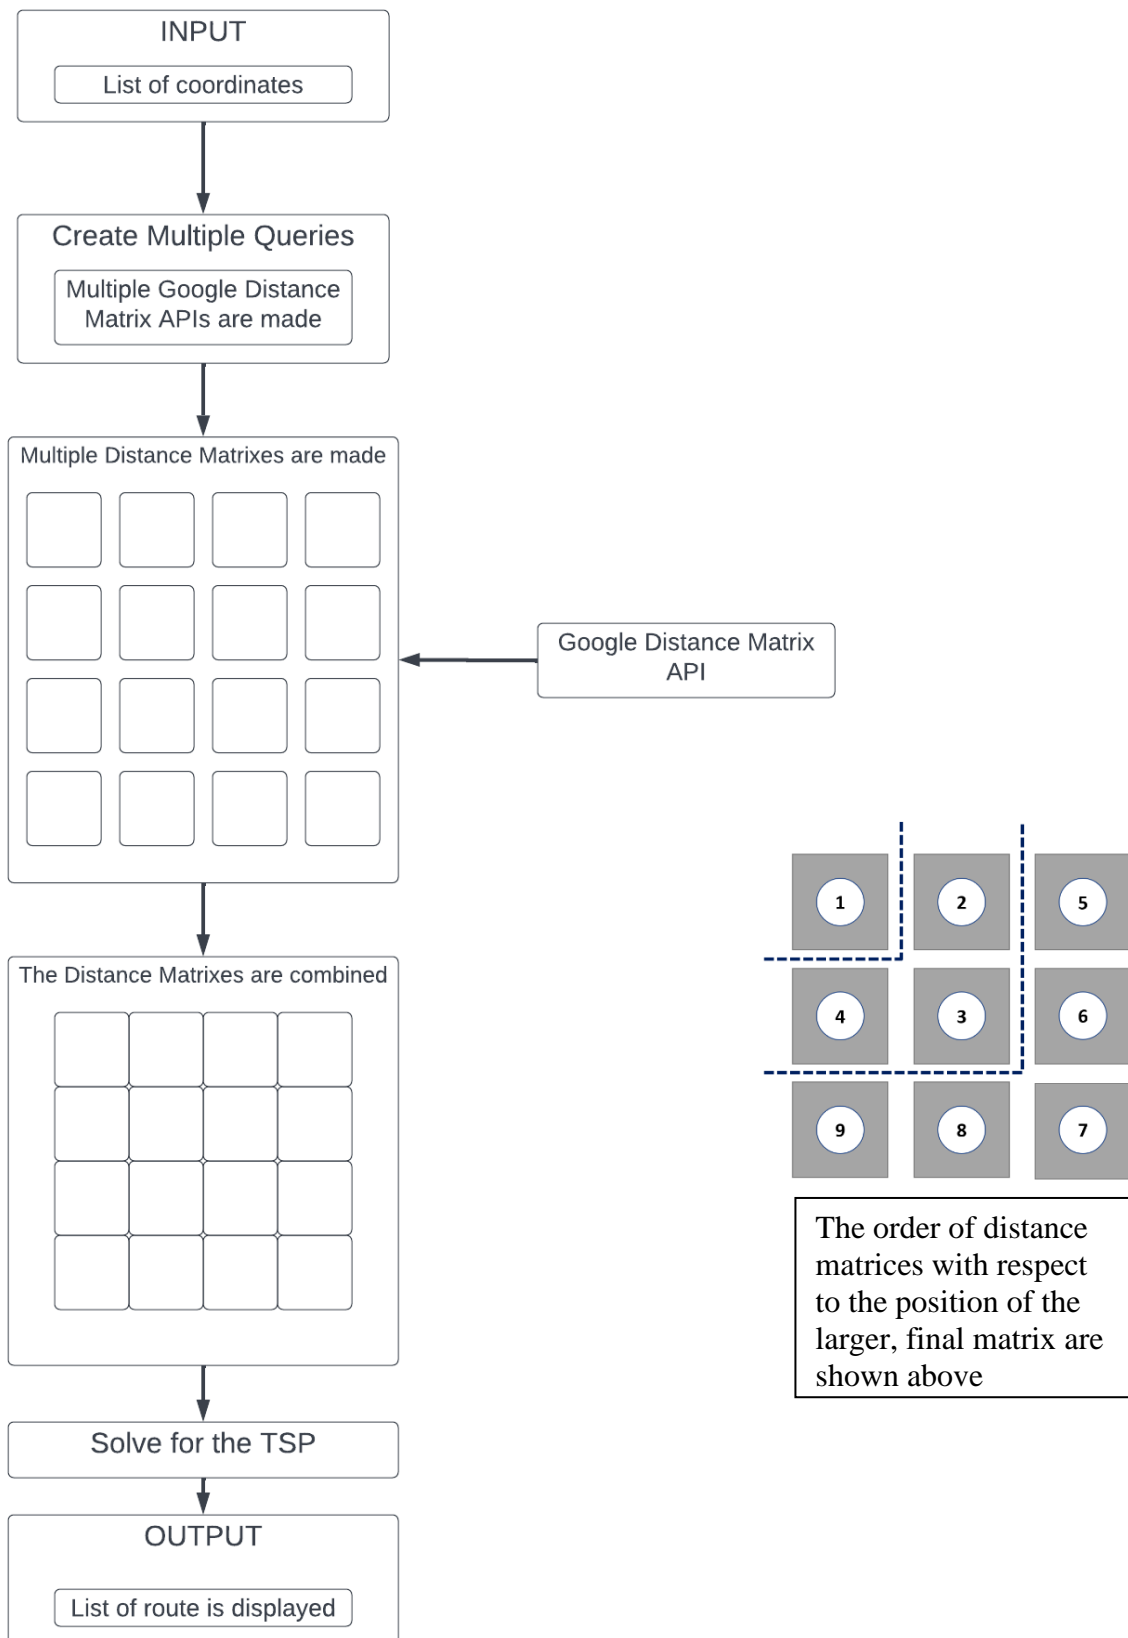 INPUT
List of coordinates
Create Multiple Queries
Multiple Google Distance
Matrix APIs are made
Multiple Distance Matrixes are made
Google Distance Matrix
API
The Distance Matrixes are combined
Solve for the TSP
OUTPUT
List of route is displayed
1 2 5
4 3 6
9 8 7
The order of distance
matrices with respect
to the position of the
larger, final matrix are
shown above